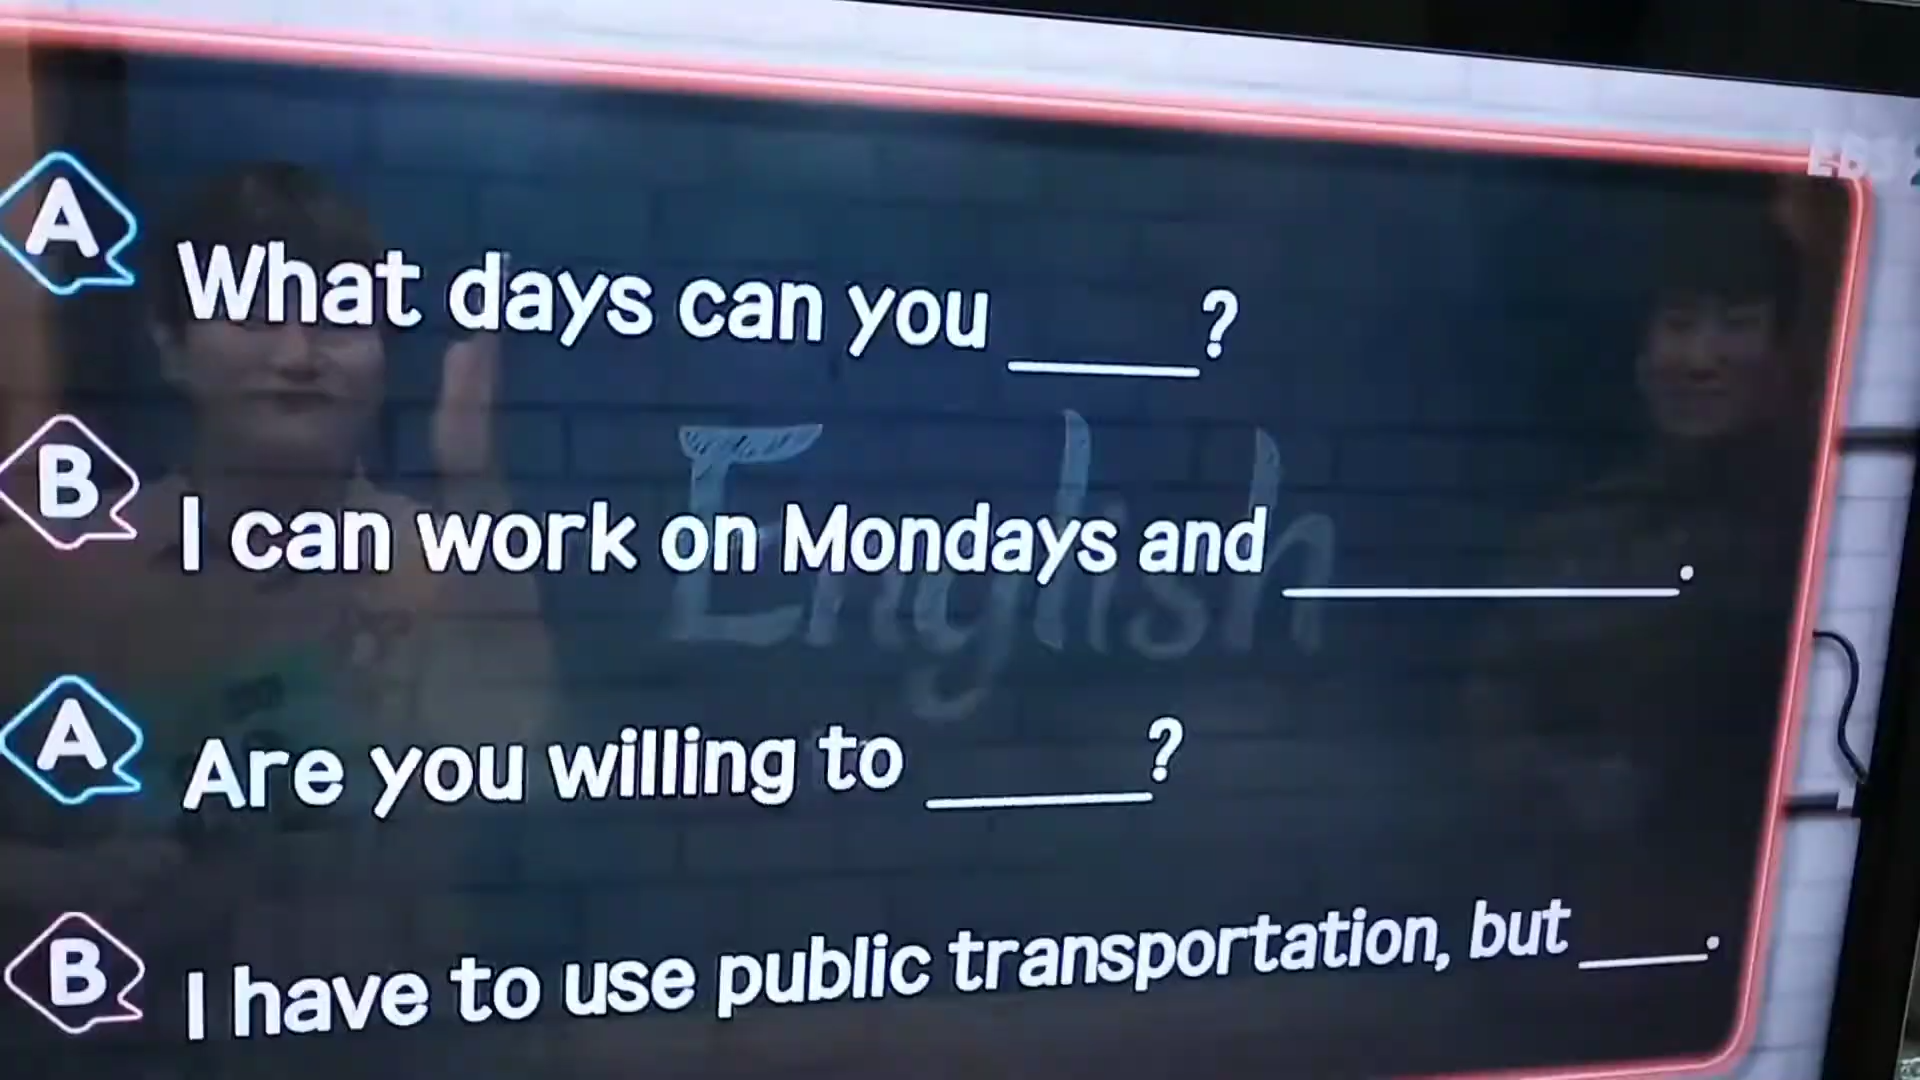 A What days can you ____?
English
B I can work on Mondays and ________.
A Are you willing to ____?
B I have to use public transportation, but ___.